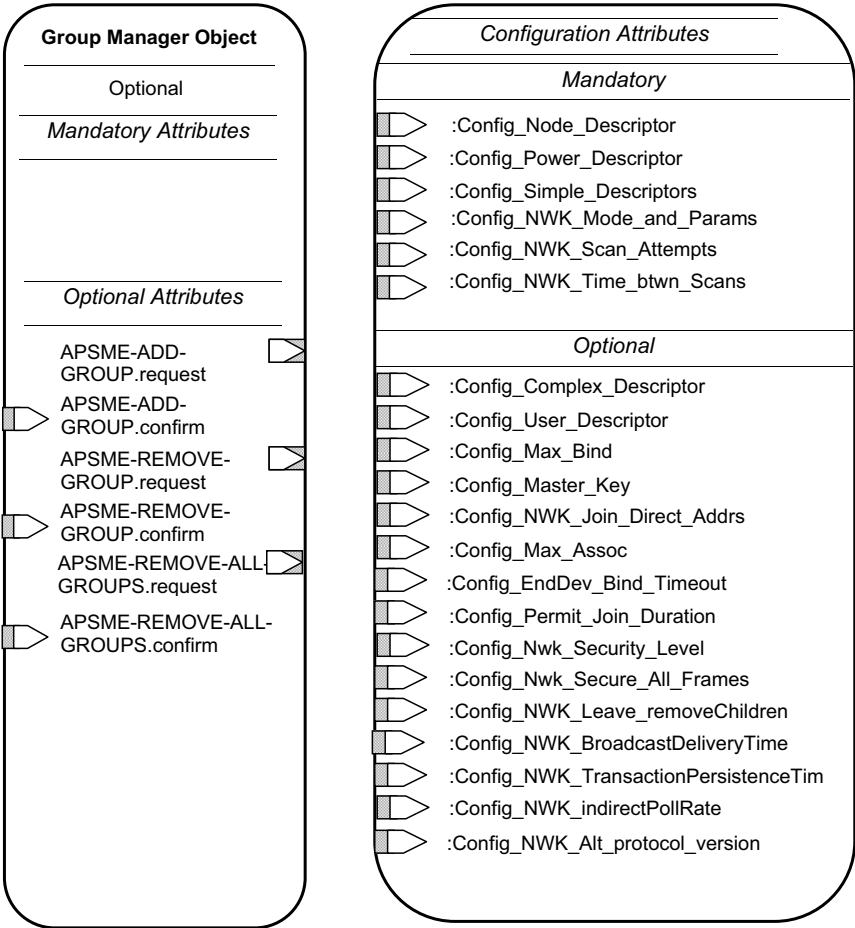 Group Manager Object
Optional
Mandatory Attributes
Optional Attributes
APSME-ADD-
GROUP.request
APSME-ADD-
GROUP.confirm
APSME-REMOVE-
GROUP.request
APSME-REMOVE-
GROUP.confirm
APSME-REMOVE-ALL-
GROUPS.request
APSME-REMOVE-ALL-
GROUPS.confirm
Configuration Attributes
Mandatory
:Config_Node_Descriptor
:Config_Power_Descriptor
:Config_Simple_Descriptors
:Config_NWK_Mode_and_Params
:Config_NWK_Scan_Attempts
:Config_NWK_Time_btwn_Scans
Optional
:Config_Complex_Descriptor
:Config_User_Descriptor
:Config_Max_Bind
:Config_Master_Key
:Config_NWK_Join_Direct_Addrs
:Config_Max_Assoc
:Config_EndDev_Bind_Timeout
:Config_Permit_Join_Duration
:Config_Nwk_Security_Level
:Config_Nwk_Secure_All_Frames
:Config_NWK_Leave_removeChildren
:Config_NWK_BroadcastDeliveryTime
:Config_NWK_TransactionPersistenceTim
:Config_NWK_indirectPollRate
:Config_NWK_Alt_protocol_version